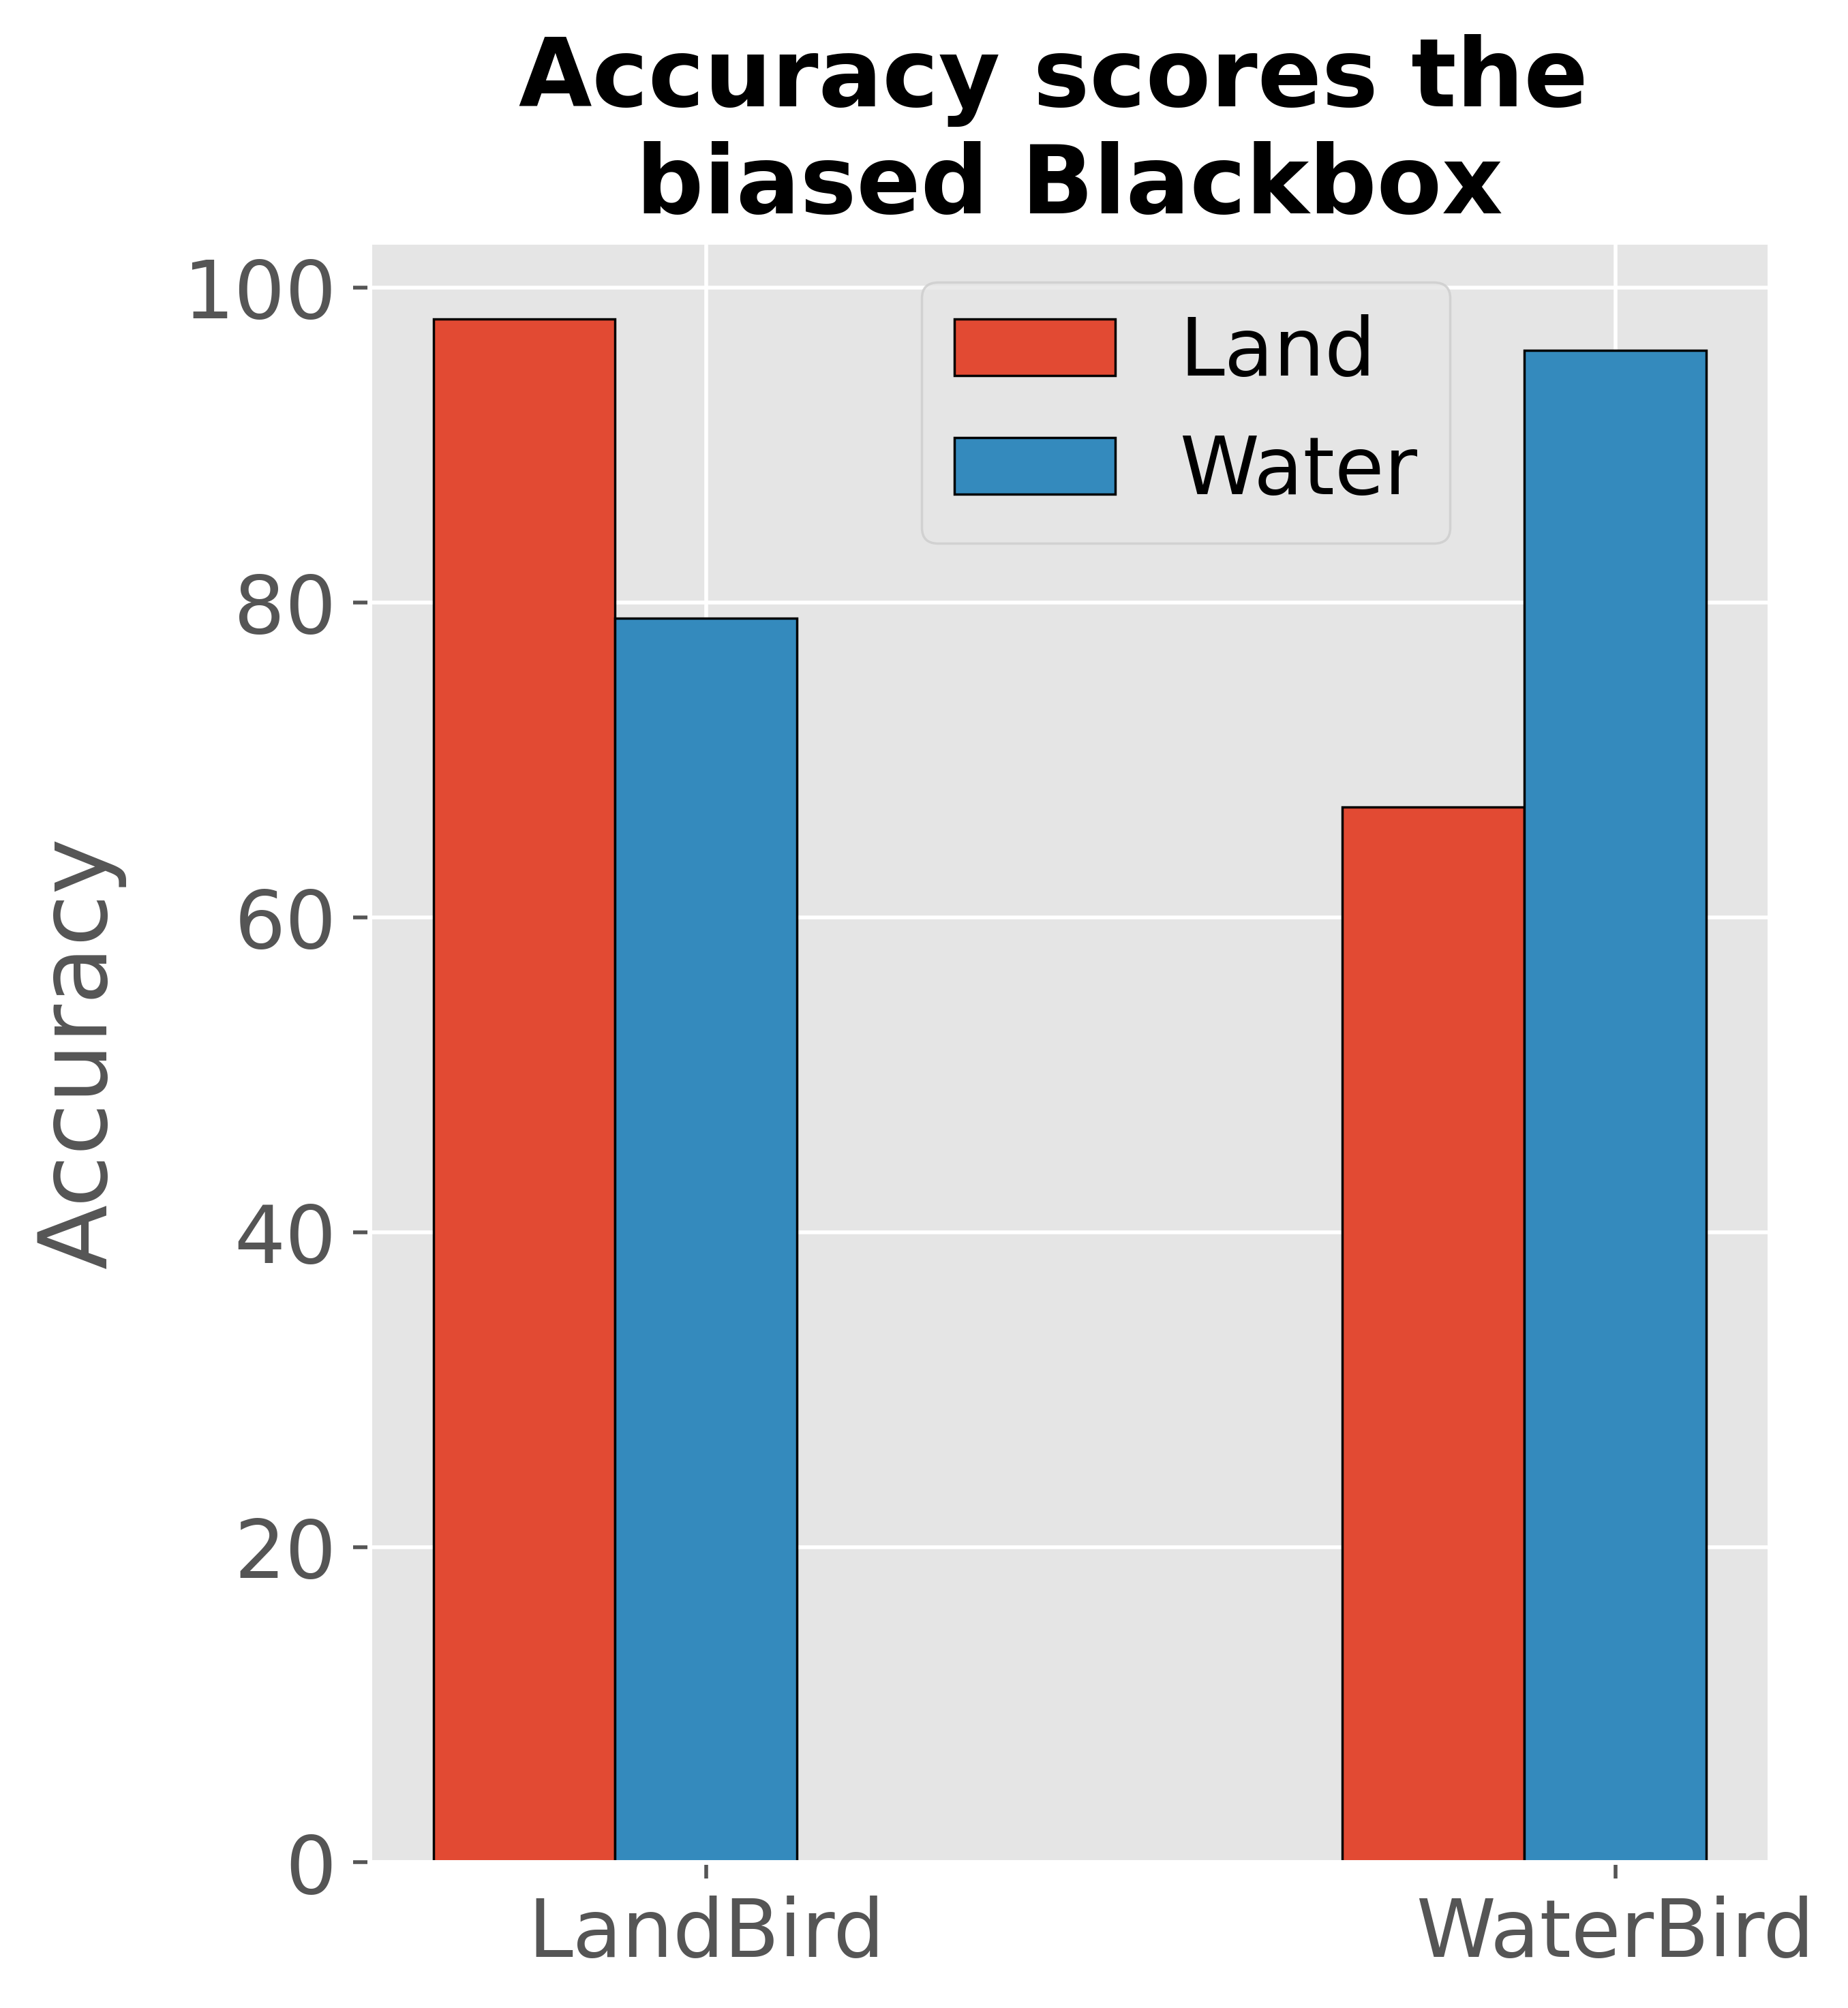 Accuracy scores the
biased Blackbox
100
80
60
40
20
0
Accuracy
Land
Water
LandBird
WaterBird